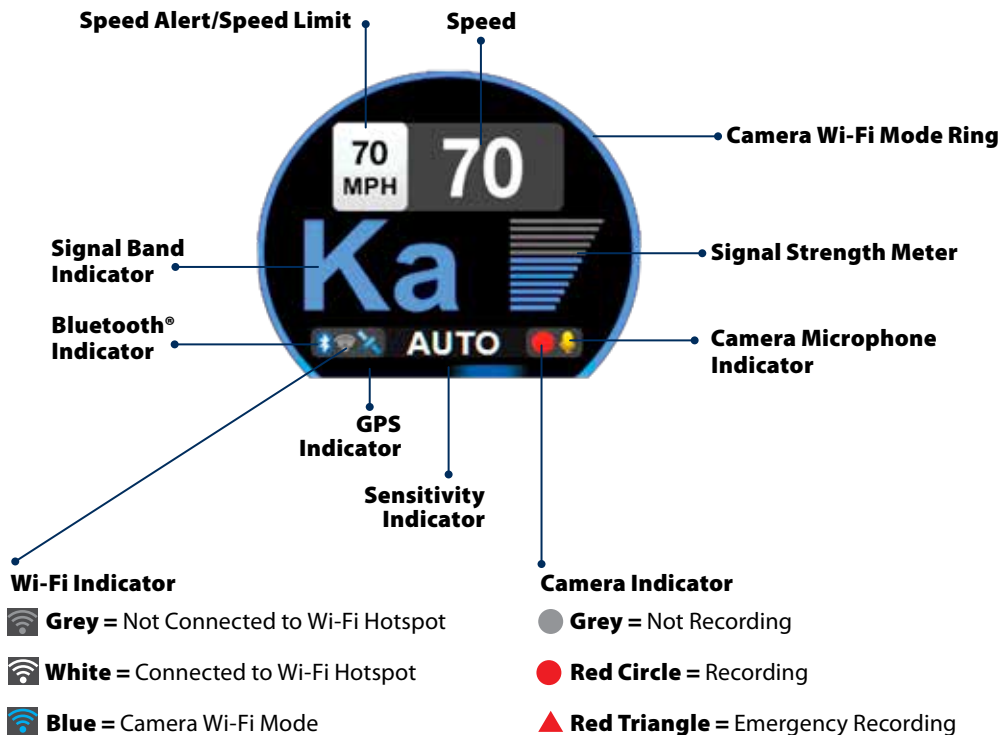 Speed Alert/Speed Limit
Speed
70
MPH
70
Camera Wi-Fi Mode Ring
Ka
Signal Band
Indicator
Signal Strength Meter
Bluetooth®
Indicator
AUTO
Camera Microphone
Indicator
GPS
Indicator
Sensitivity
Indicator
Wi-Fi Indicator
Grey = Not Connected to Wi-Fi Hotspot
White = Connected to Wi-Fi Hotspot
Blue = Camera Wi-Fi Mode
Camera Indicator
Grey = Not Recording
Red Circle = Recording
Red Triangle = Emergency Recording